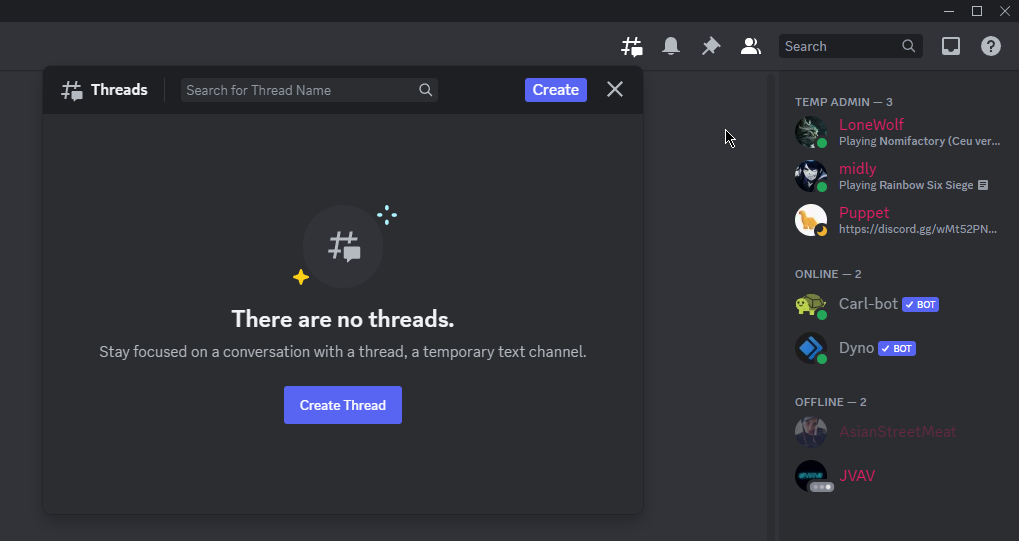 Search
Threads
Search for Thread Name
Create
There are no threads.
Stay focused on a conversation with a thread, a temporary text channel.
Create Thread
TEMP ADMIN — 3
LoneWolf
Playing Nomifactory (Ceu ver...
midly
Playing Rainbow Six Siege
Puppet
https://discord.gg/wMt52PN...
ONLINE — 2
Carl-bot ✓ BOT
Dyno ✓ BOT
OFFLINE — 2
AsianStreetMeat
JVAV